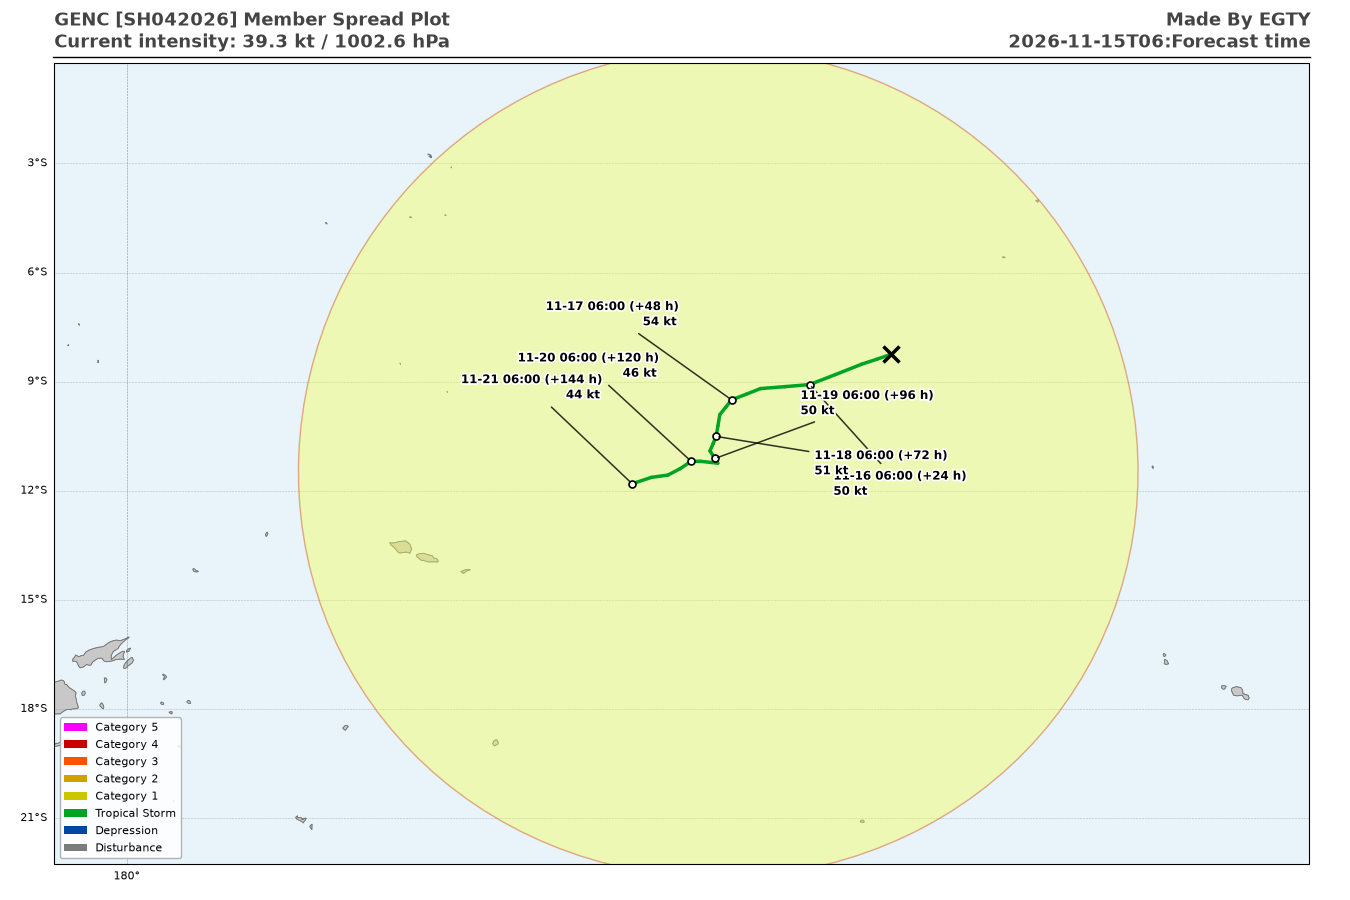 GENC [SH042026] Member Spread Plot
Current intensity: 39.3 kt / 1002.6 hPa
Made By EGTY
2026-11-15T06:Forecast time
3°S
6°S
9°S
12°S
15°S
18°S
21°S
180°
11-17 06:00 (+48 h)
54 kt
11-20 06:00 (+120 h)
46 kt
11-21 06:00 (+144 h)
44 kt
11-19 06:00 (+96 h)
50 kt
11-18 06:00 (+72 h)
51 kt
11-16 06:00 (+24 h)
50 kt
Category 5
Category 4
Category 3
Category 2
Category 1
Tropical Storm
Depression
Disturbance